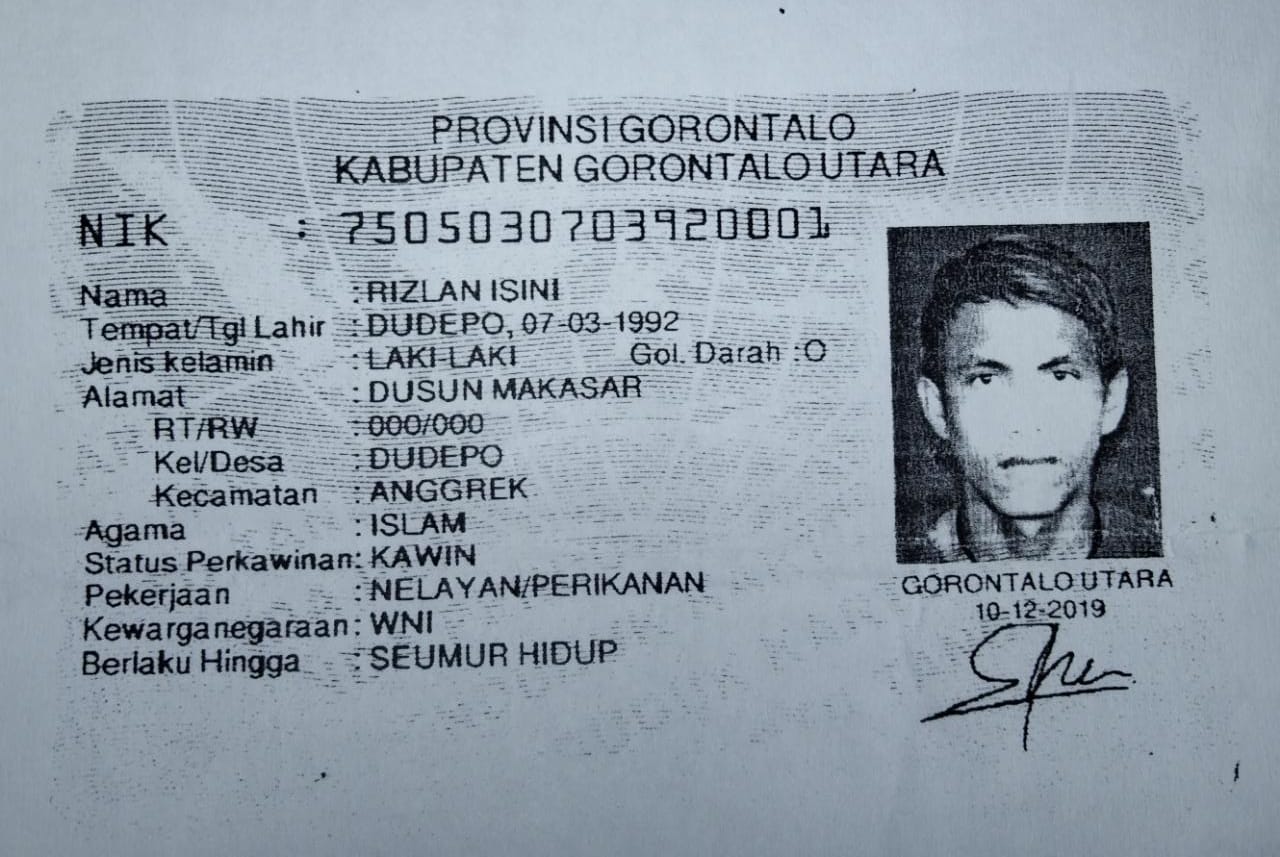 PROVINSI GORONTALO
KABUPATEN GORONTALO UTARA
NIK : 7505030703920001
Nama : RIZLAN ISINI
Tempat/Tgl Lahir : DUDEPO, 07-03-1992
Jenis kelamin : LAKI-LAKI Gol. Darah : O
Alamat : DUSUN MAKASAR
RT/RW : 000/000
Kel/Desa : DUDEPO
Kecamatan : ANGGREK
Agama : ISLAM
Status Perkawinan: KAWIN
Pekerjaan : NELAYAN/PERIKANAN
Kewarganegaraan: WNI
Berlaku Hingga : SEUMUR HIDUP
GORONTALO UTARA
10-12-2019